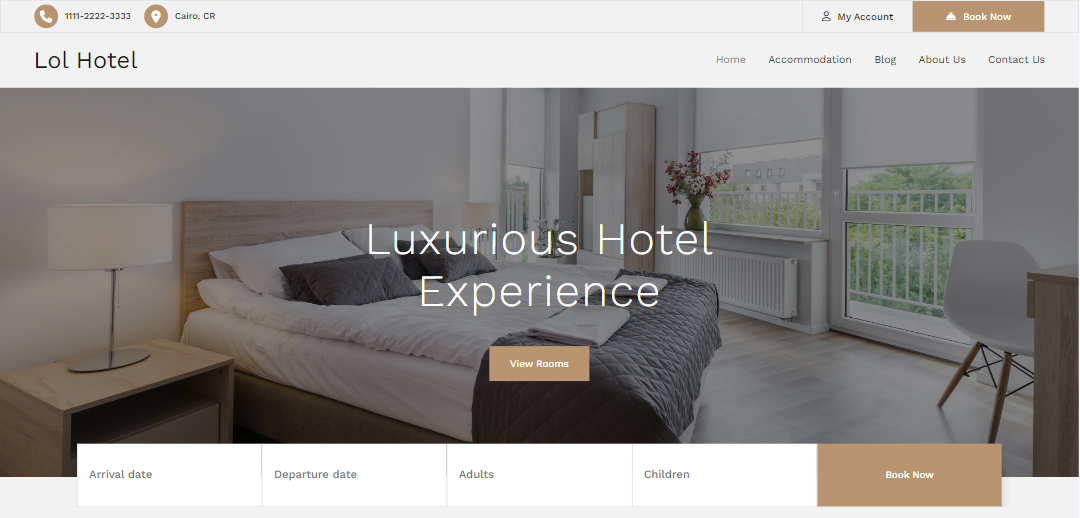 1111-2222-3333
Cairo, CR
My Account
Book Now
Lol Hotel
Home
Accommodation
Blog
About Us
Contact Us
Luxurious Hotel
Experience
View Rooms
Arrival date
Departure date
Adults
Children
Book Now